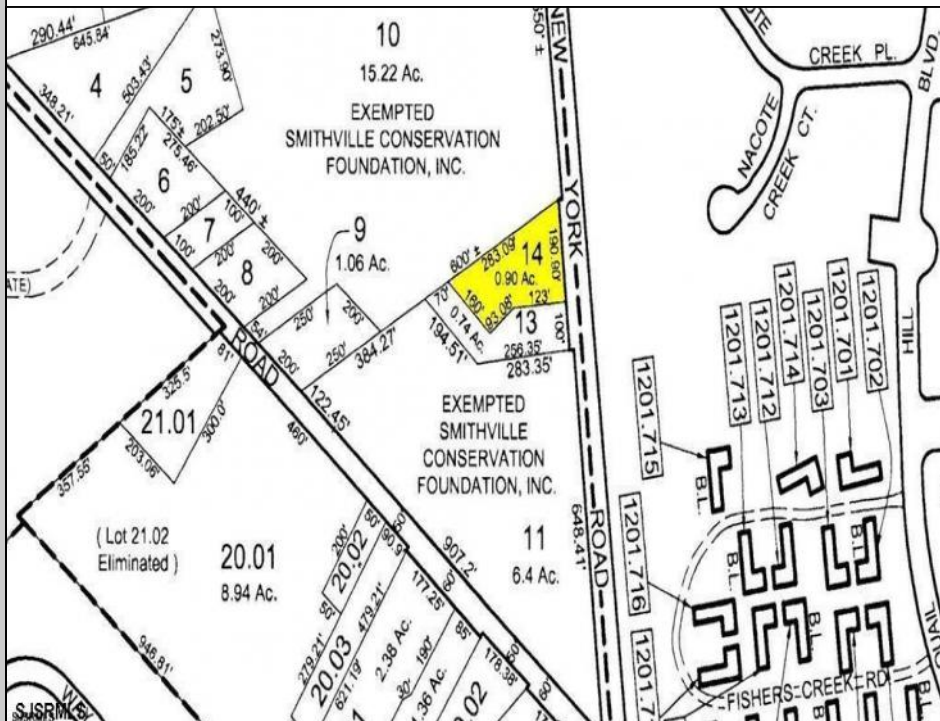 290.44'
645.84'
348.21'
4
503.43'
5
273.90'
202.50'
50'
185.22'
175'±
275.46'
6
200'
200'
100'
440' ±
100'
7
200'
8
200'
200'
200'
54'
10
15.22 Ac.
EXEMPTED
SMITHVILLE CONSERVATION
FOUNDATION, INC.
9
1.06 Ac.
250'
200'
200'
250'
384.27'
122.45'
600' ±
283.09'
14
0.90 Ac.
190.60'
160'
93.08'
123'
70'
0.74 Ac.
194.51'
13
100'
256.35'
283.35'
NEW YORK ROAD
650' ±
648.41'
EXEMPTED
SMITHVILLE
CONSERVATION
FOUNDATION, INC.
11
6.4 Ac.
ROAD
81'
325.5'
21.01
300.0'
203.06'
357.55'
460'
907.2'
( Lot 21.02
Eliminated )
20.01
8.94 Ac.
946.81'
200'
20.02
60'
90.9'
50'
60'
60'
177.25'
279.21'
20.03
479.21'
621.19'
2.38 Ac.
190'
85'
30'
178.38'
60'
60'
CREEK PL.
BLVD.
NACOTE
CREEK CT.
HILL
1201.702
1201.701
1201.703
1201.714
1201.712
1201.713
1201.715
1201.716
B.L.
B.L.
B.L.
B.L.
B.L.
FISHERS CREEK RD
QUAIL
SJSRMLS